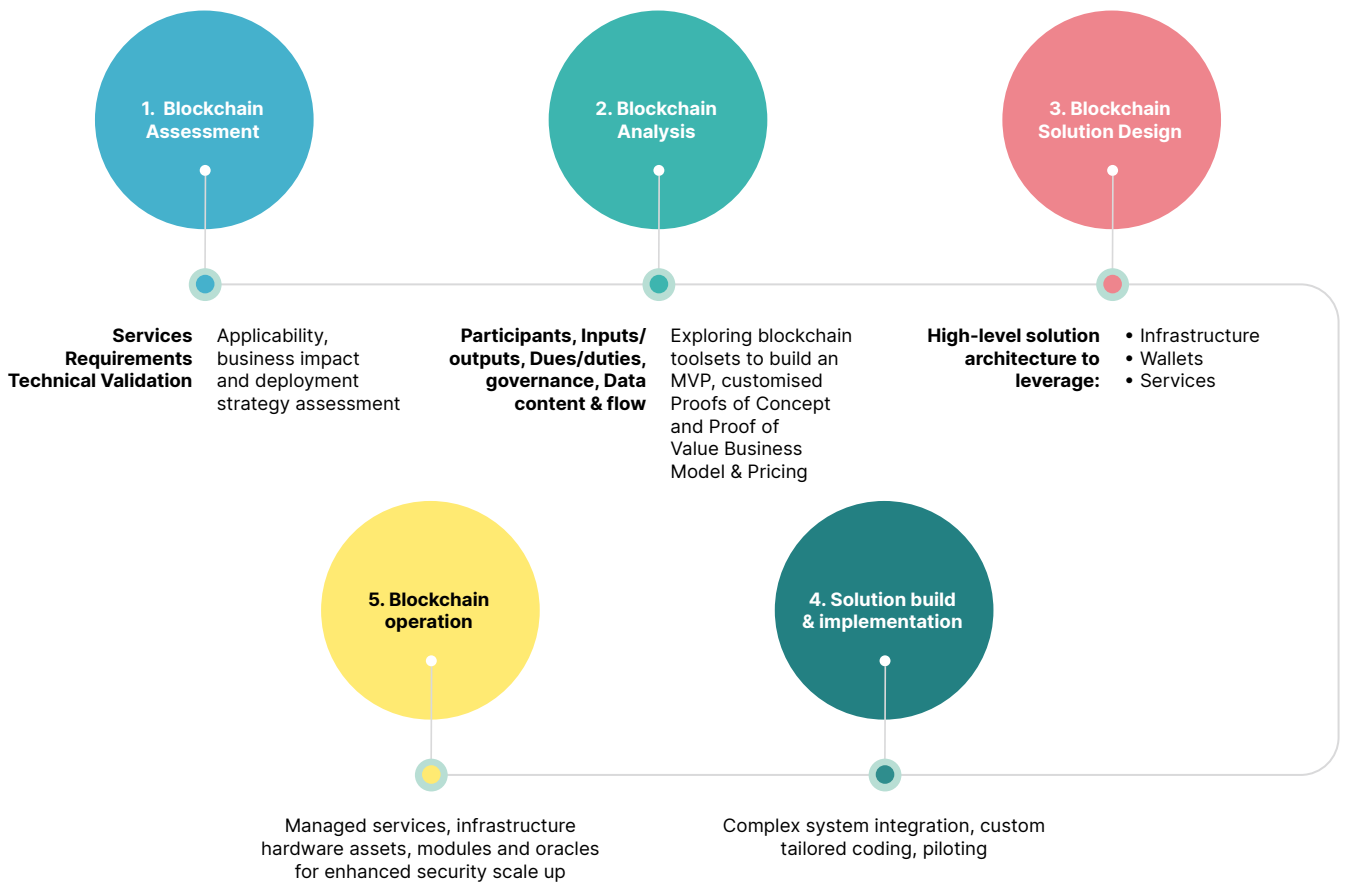 1. Blockchain
Assessment
2. Blockchain
Analysis
3. Blockchain
Solution Design
Services
Requirements
Technical Validation
Applicability,
business impact
and deployment
strategy assessment
Participants, Inputs/
outputs, Dues/duties,
governance, Data
content & flow
Exploring blockchain
toolsets to build an
MVP, customised
Proofs of Concept
and Proof of
Value Business
Model & Pricing
High-level solution
architecture to
leverage:
• Infrastructure
• Wallets
• Services
4. Solution build
& implementation
Complex system integration, custom
tailored coding, piloting
5. Blockchain
operation
Managed services, infrastructure
hardware assets, modules and oracles
for enhanced security scale up